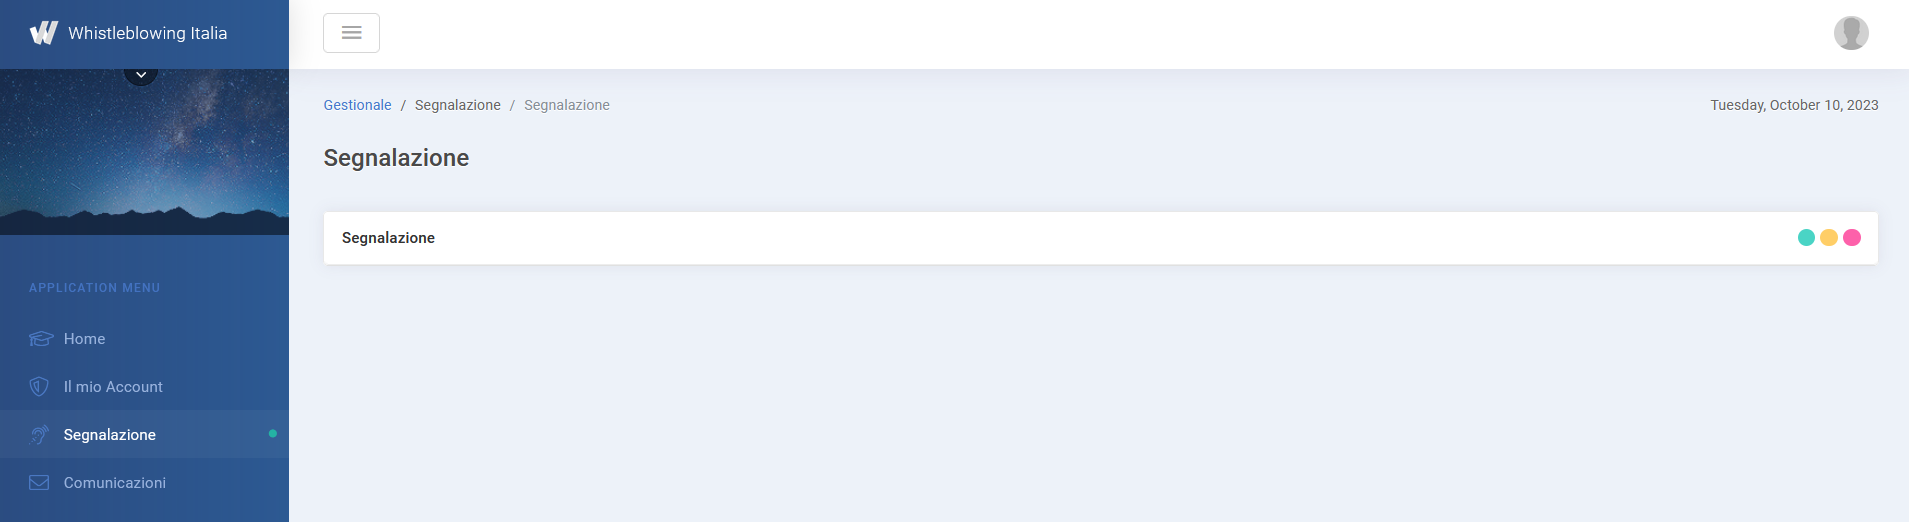 Whistleblowing Italia
Gestionale / Segnalazione / Segnalazione
Tuesday, October 10, 2023
Segnalazione
Segnalazione
APPLICATION MENU
Home
Il mio Account
Segnalazione
Comunicazioni